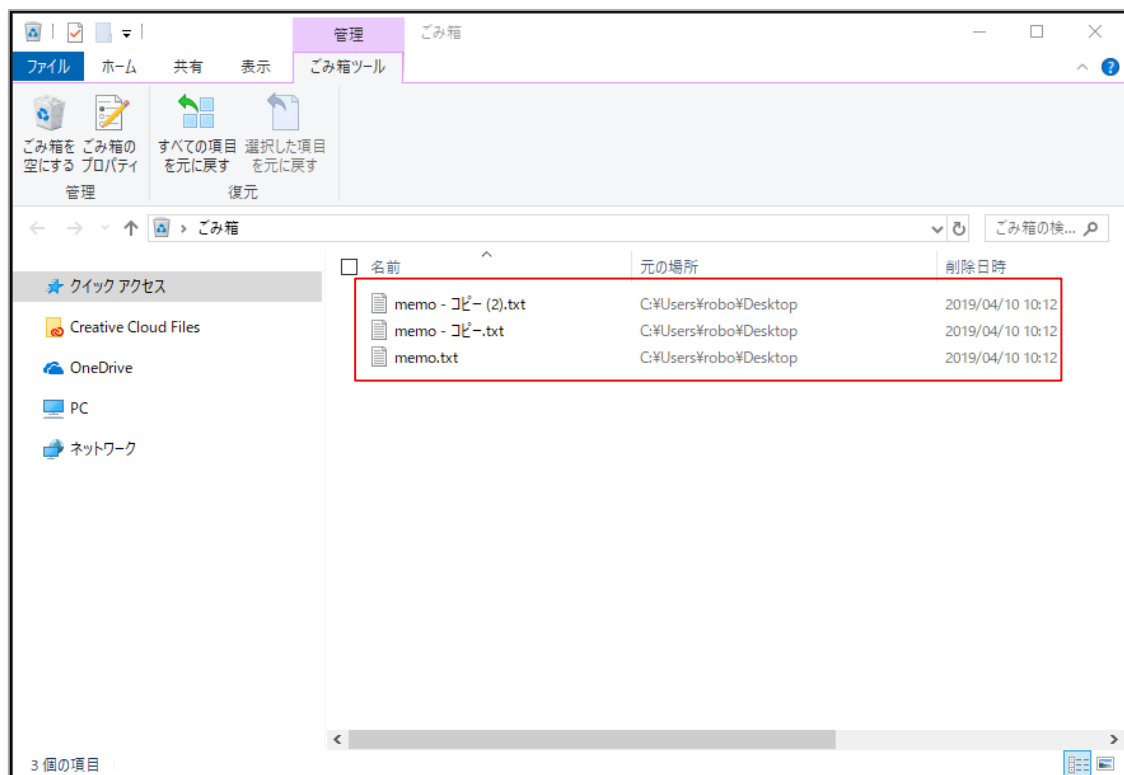 管理
ごみ箱
ファイル
ホーム
共有
表示
ごみ箱ツール
ごみ箱を
空にする
ごみ箱の
プロパティ
すべての項目
を元に戻す
選択した項目
を元に戻す
管理
復元
ごみ箱
ごみ箱の検...
クイック アクセス
Creative Cloud Files
OneDrive
PC
ネットワーク
名前
元の場所
削除日時
memo - コピー (2).txt
C:¥Users¥robo¥Desktop
2019/04/10 10:12
memo - コピー.txt
C:¥Users¥robo¥Desktop
2019/04/10 10:12
memo.txt
C:¥Users¥robo¥Desktop
2019/04/10 10:12
3 個の項目